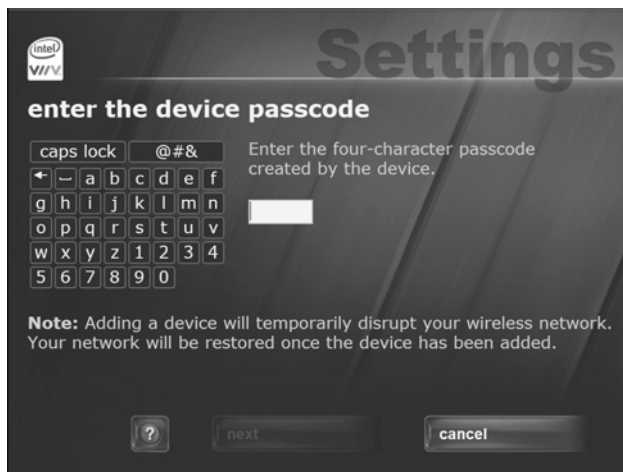 intel
VIIV
Settings
enter the device passcode
caps lock @#&
a b c d e f
g h i j k l m n
o p q r s t u v
w x y z 1 2 3 4
5 6 7 8 9 0
Enter the four-character passcode
created by the device.
Note: Adding a device will temporarily disrupt your wireless network.
Your network will be restored once the device has been added.
? next cancel